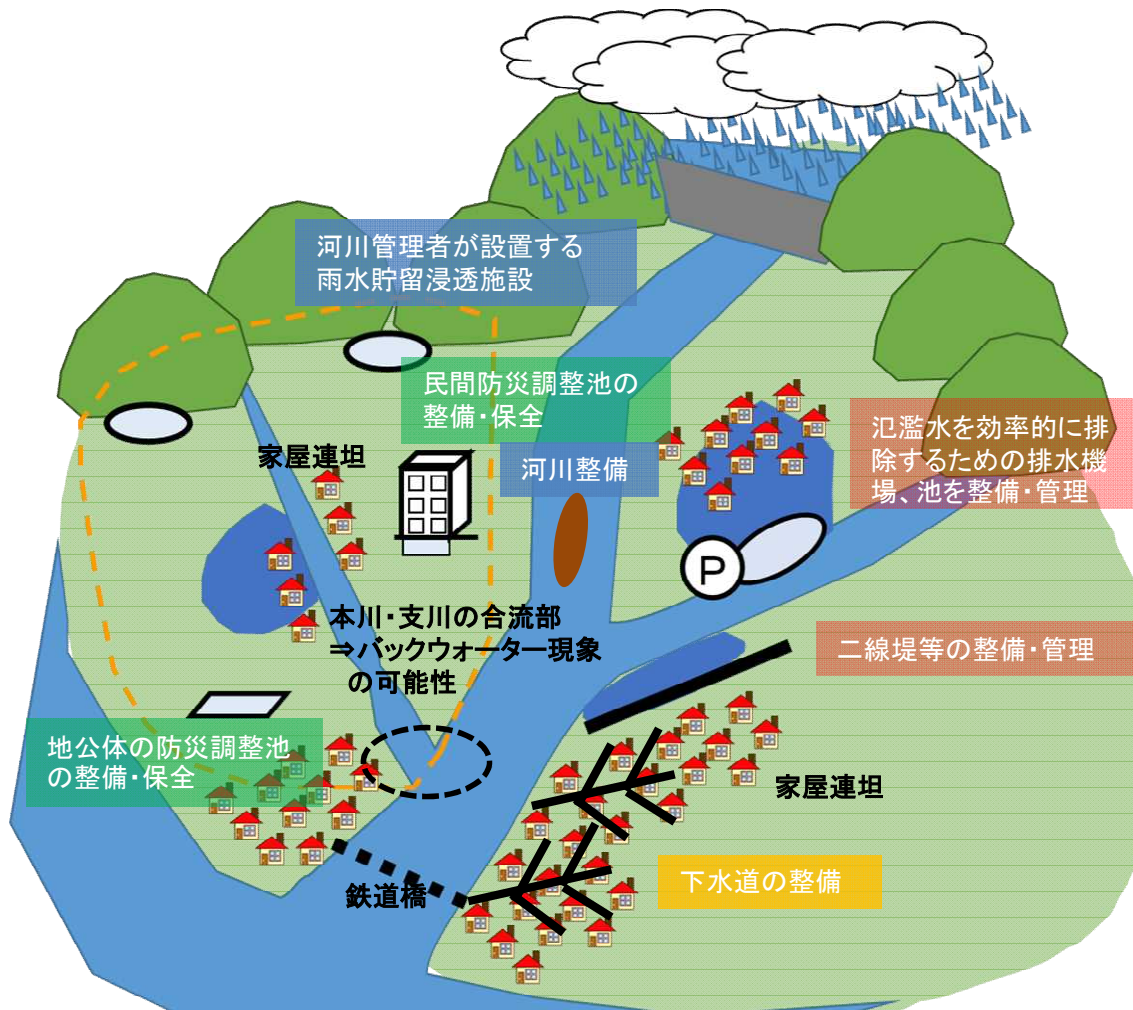 河川管理者が設置する
雨水貯留浸透施設
民間防災調整池の
整備・保全
家屋連坦
河川整備
氾濫水を効率的に排
除するための排水機
場、池を整備・管理
P
本川・支川の合流部
⇒バックウォーター現象
の可能性
二線堤等の整備・管理
地公体の防災調整池
の整備・保全
家屋連坦
下水道の整備
鉄道橋